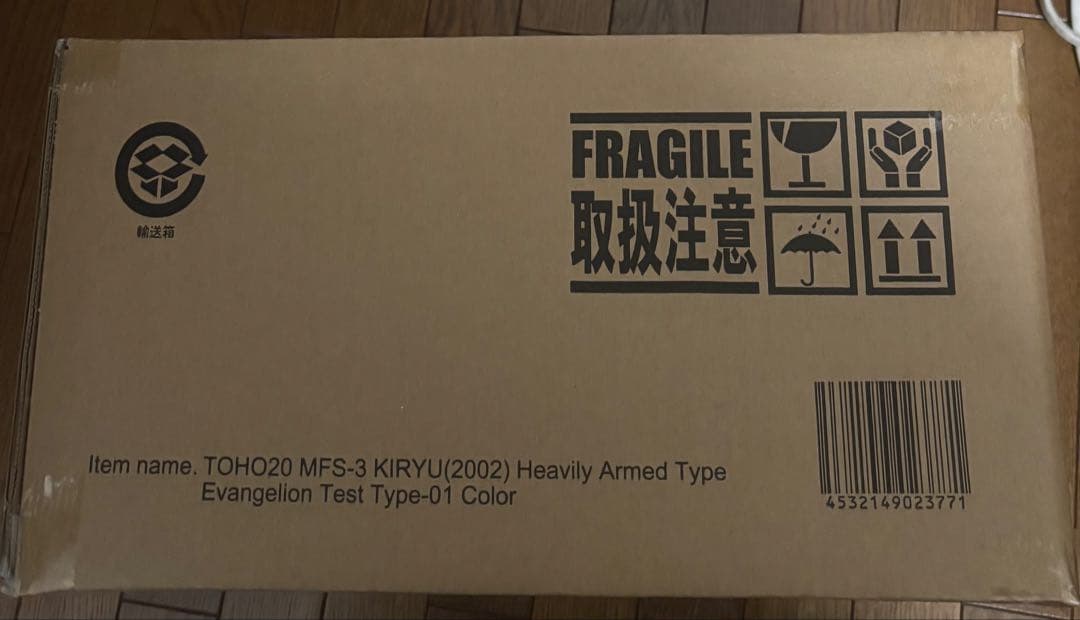 輸送箱
FRAGILE
取扱注意
Item name. TOHO20 MFS-3 KIRYU(2002) Heavily Armed Type
Evangelion Test Type-01 Color
4532149023771